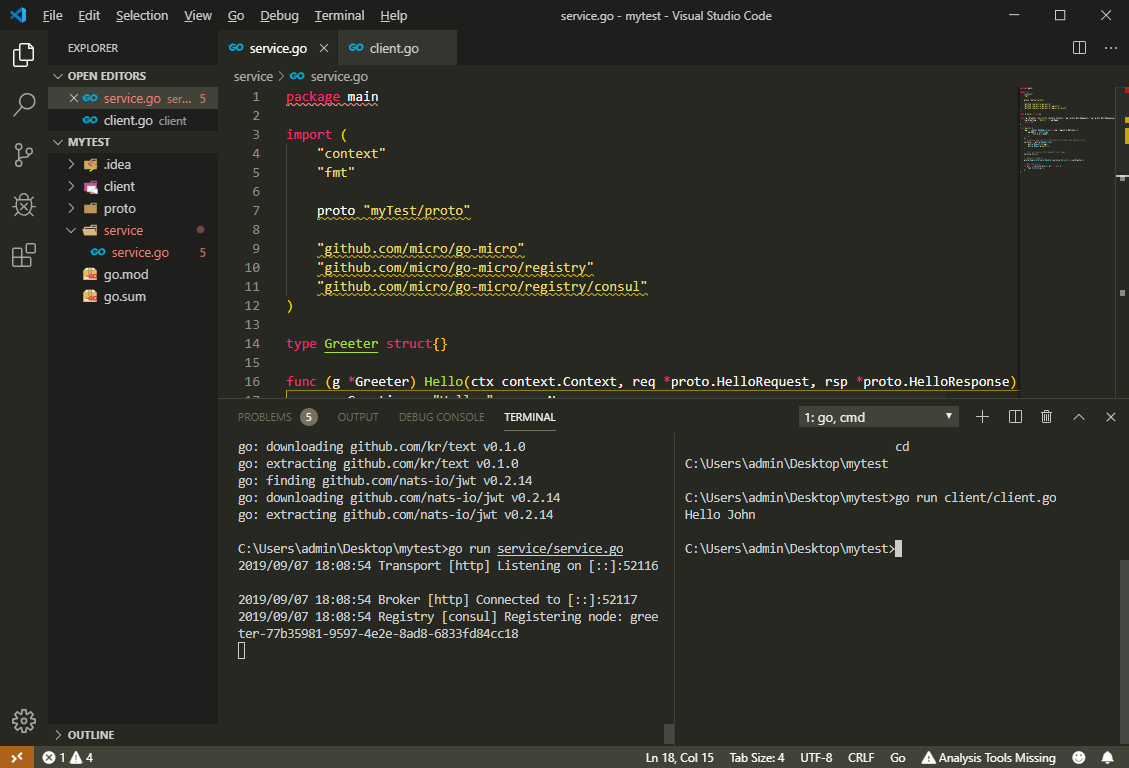 File Edit Selection View Go Debug Terminal Help service.go - mytest - Visual Studio Code
EXPLORER
OPEN EDITORS
service.go ser... 5
client.go client
MYTEST
.idea
client
proto
service
service.go 5
go.mod
go.sum
OUTLINE
service.go client.go
service > service.go
1 package main
2
3 import (
4 "context"
5 "fmt"
6
7 proto "myTest/proto"
8
9 "github.com/micro/go-micro"
10 "github.com/micro/go-micro/registry"
11 "github.com/micro/go-micro/registry/consul"
12 )
13
14 type Greeter struct{}
15
16 func (g *Greeter) Hello(ctx context.Context, req *proto.HelloRequest, rsp *proto.HelloResponse)
PROBLEMS 5 OUTPUT DEBUG CONSOLE TERMINAL 1: go, cmd
go: downloading github.com/kr/text v0.1.0
go: extracting github.com/kr/text v0.1.0
go: finding github.com/nats-io/jwt v0.2.14
go: downloading github.com/nats-io/jwt v0.2.14
go: extracting github.com/nats-io/jwt v0.2.14
C:\Users\admin\Desktop\mytest>go run service/service.go
2019/09/07 18:08:54 Transport [http] Listening on [::]:52116
2019/09/07 18:08:54 Broker [http] Connected to [::]:52117
2019/09/07 18:08:54 Registry [consul] Registering node: gree
ter-77b35981-9597-4e2e-8ad8-6833fd84cc18
cd
C:\Users\admin\Desktop\mytest
C:\Users\admin\Desktop\mytest>go run client/client.go
Hello John
C:\Users\admin\Desktop\mytest>
1 4 Ln 18, Col 15 Tab Size: 4 UTF-8 CRLF Go Analysis Tools Missing